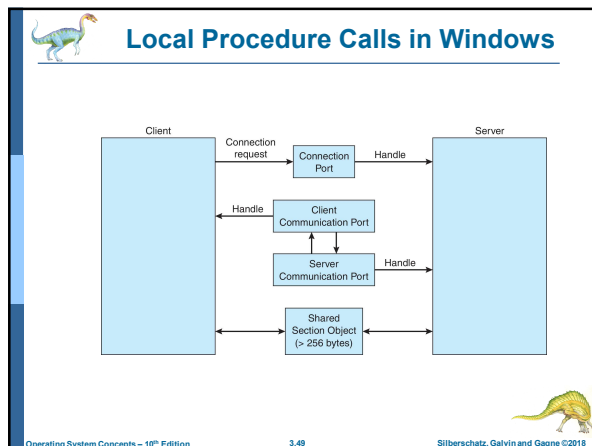 Local Procedure Calls in Windows
Client
Server
Connection
request
Connection
Port
Handle
Handle
Client
Communication Port
Server
Communication Port
Handle
Shared
Section Object
(> 256 bytes)
Operating System Concepts – 10th Edition
3.49
Silberschatz, Galvin and Gagne ©2018